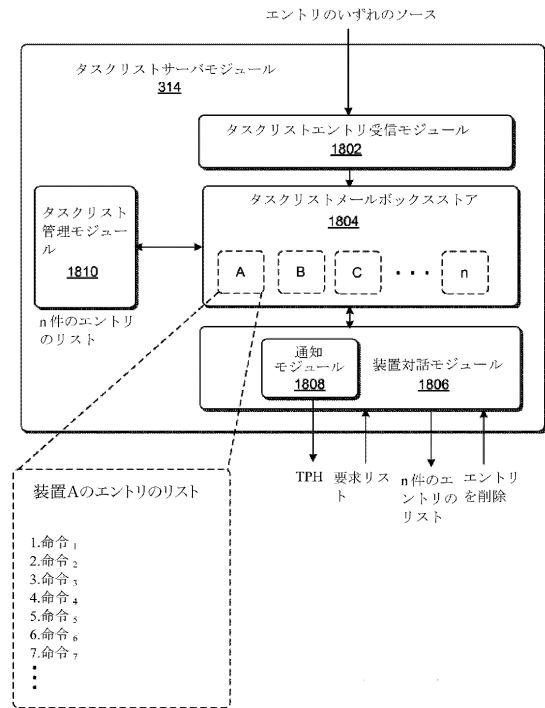 エントリのいずれのソース
タスクリストサーバモジュール
314
タスクリストエントリ受信モジュール
1802
タスクリストメールボックスストア
1804
A B C ・・・ n
タスクリスト
管理モジュー
ル
1810
n 件のエントリ
のリスト
通知
モジュール
1808
装置対話モジュール
1806
TPH
要求リス
ト
n件のエ
ントリの
リスト
エントリ
を削除
装置Aのエントリのリスト
1.命令₁
2.命令₂
3.命令₃
4.命令₄
5.命令₅
6.命令₆
7.命令₇